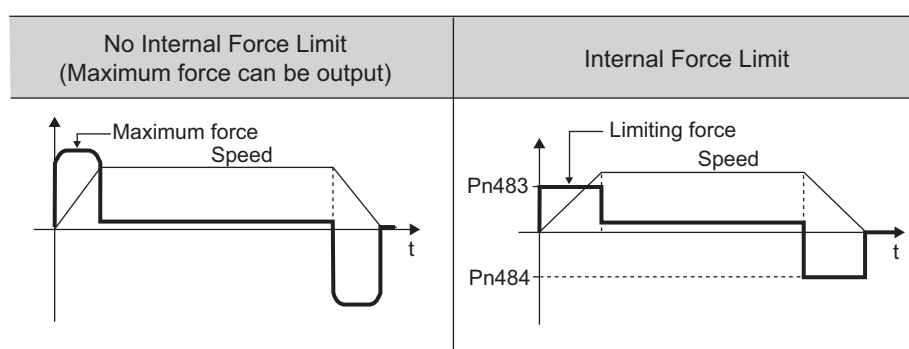 No Internal Force Limit
(Maximum force can be output)
Internal Force Limit
Maximum force
Speed
t
Limiting force
Speed
Pn483
t
Pn484